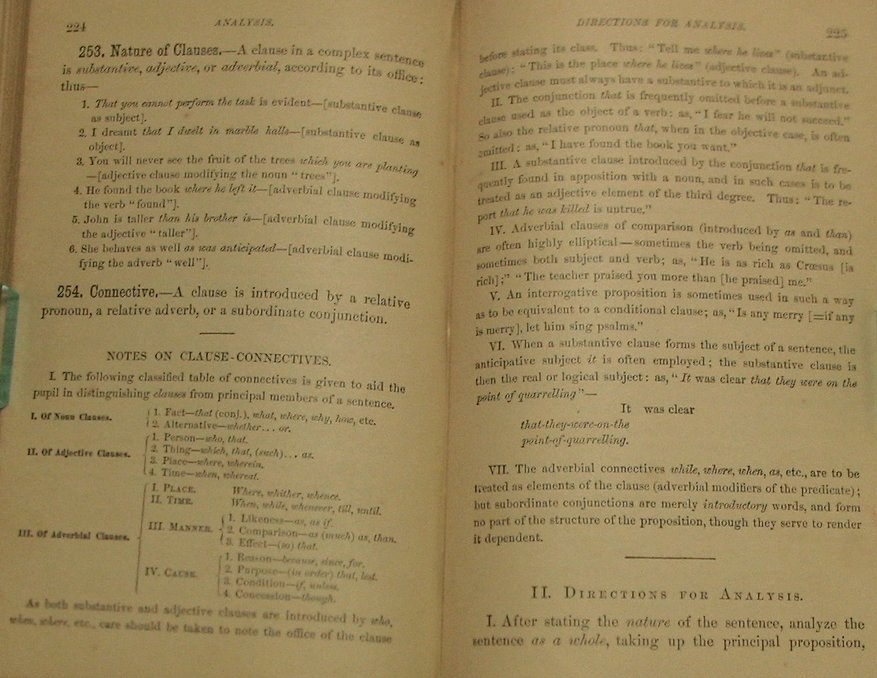 224
ANALYSIS.
253. Nature of Clauses.—A clause in a complex sentence
is substantive, adjective, or adverbial, according to its office:
thus—
1. That you cannot perform the task is evident—[substantive clause
as subject].
2. I dreamt that I dwelt in marble halls—[substantive clause as
object].
3. You will never see the fruit of the trees which you are planting
—[adjective clause modifying the noun "trees"].
4. He found the book where he left it—[adverbial clause modifying
the verb "found"].
5. John is taller than his brother is—[adverbial clause modifying
the adjective "taller"].
6. She behaves as well as was anticipated—[adverbial clause modi-
fying the adverb "well"].
254. Connective.—A clause is introduced by a relative
pronoun, a relative adverb, or a subordinate conjunction.
NOTES ON CLAUSE-CONNECTIVES.
I. The following classified table of connectives is given to aid the
pupil in distinguishing clauses from principal members of a sentence.
I. Of Noun Clauses.
1. Fact—that (conj.), what, where, why, how, etc.
2. Alternative—whether... or.
II. Of Adjective Clauses.
1. Person—who, that.
2. Thing—which, that, (such)... as.
3. Place—where, wherein.
4. Time—when, whereat.
III. Of Adverbial Clauses.
I. PLACE. Where, whither, whence.
II. TIME. When, while, whenever, till, until.
III. MANNER.
1. Likeness—as, as if.
2. Comparison—as (much) as, than.
3. Effect—(so) that.
IV. CAUSE.
1. Reason—because, since, for.
2. Purpose—(in order) that, lest.
3. Condition—if, unless.
4. Concession—though.
As both substantive and adjective clauses are introduced by who,
when, where, etc., care should be taken to note the office of the clause
DIRECTIONS FOR ANALYSIS.
225
before stating its class. Thus: "Tell me where he lives" (substantive
clause); "This is the place where he lives" (adjective clause). An ad-
jective clause must always have a substantive to which it is an adjunct.
II. The conjunction that is frequently omitted before a substantive
clause used as the object of a verb: as, "I fear he will not succeed."
So also the relative pronoun that, when in the objective case, is often
omitted: as, "I have found the book you want."
III. A substantive clause introduced by the conjunction that is fre-
quently found in apposition with a noun, and in such cases is to be
treated as an adjective element of the third degree. Thus: "The re-
port that he was killed is untrue."
IV. Adverbial clauses of comparison (introduced by as and than)
are often highly elliptical—sometimes the verb being omitted, and
sometimes both subject and verb; as, "He is as rich as Crœsus [is
rich];" "The teacher praised you more than [he praised] me."
V. An interrogative proposition is sometimes used in such a way
as to be equivalent to a conditional clause; as, "Is any merry [=if any
is merry], let him sing psalms."
VI. When a substantive clause forms the subject of a sentence, the
anticipative subject it is often employed; the substantive clause is
then the real or logical subject: as, "It was clear that they were on the
point of quarrelling"—
It was clear
that-they-were-on-the
point-of-quarrelling.
VII. The adverbial connectives while, where, when, as, etc., are to be
treated as elements of the clause (adverbial modifiers of the predicate);
but subordinate conjunctions are merely introductory words, and form
no part of the structure of the proposition, though they serve to render
it dependent.
II. DIRECTIONS FOR ANALYSIS.
I. After stating the nature of the sentence, analyze the
sentence as a whole, taking up the principal proposition,